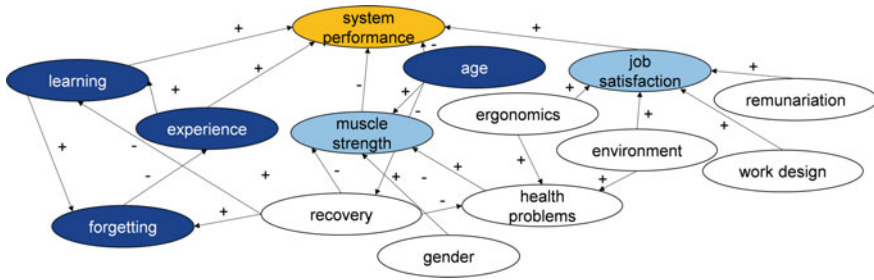 system
performance
+
+
-
+
learning
age
job
satisfaction
+
+
+
+
-
+
-
ergonomics
+
remunariation
experience
muscle
strength
+
+
environment
+
-
work design
-
+
-
-
+
+
+
-
health
problems
forgetting
+
recovery
-
gender